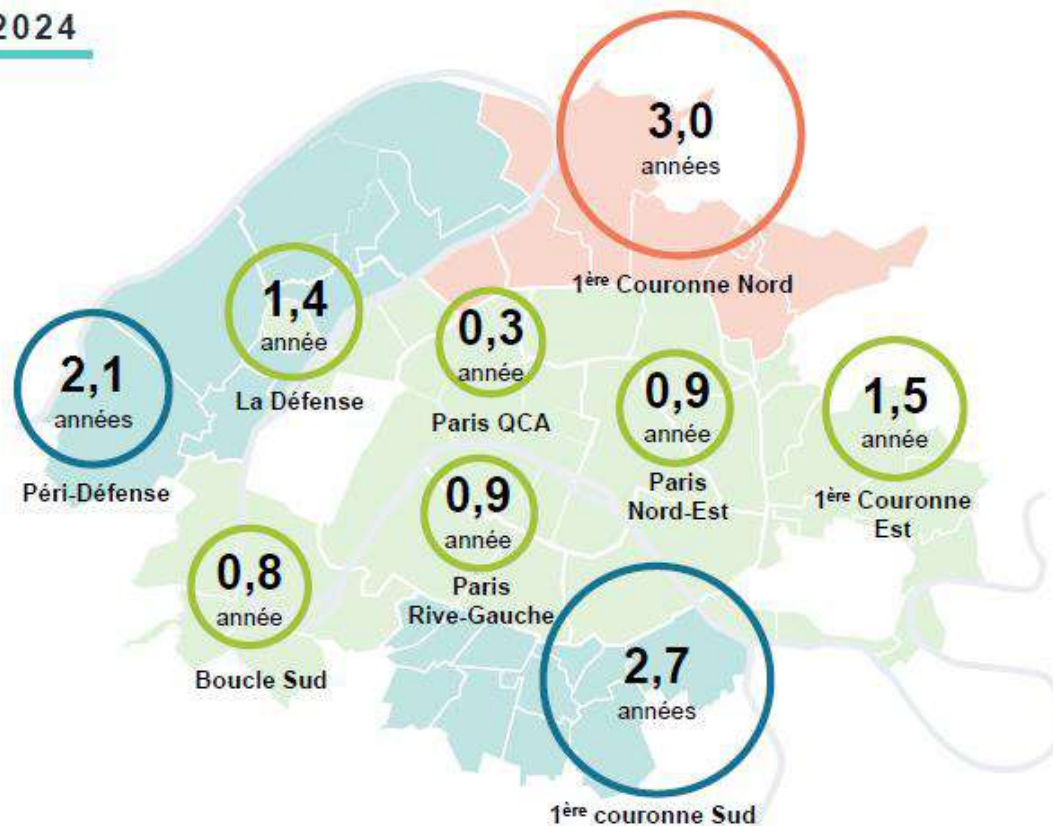 2024
3,0
années
1ère Couronne Nord
1,4
année
La Défense
0,3
année
Paris QCA
2,1
années
Péri-Défense
0,9
année
Paris
Nord-Est
1,5
année
1ère Couronne
Est
0,9
année
Paris
Rive-Gauche
0,8
année
Boucle Sud
2,7
années
1ère couronne Sud